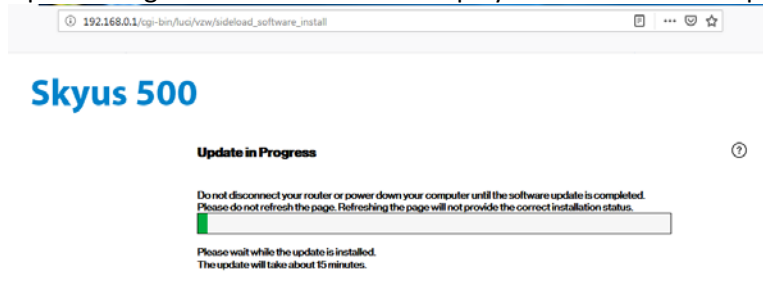 192.168.0.1/cgi-bin/luci/vzw/sideload_software_install
Skyus 500
Update in Progress
Do not disconnect your router or power down your computer until the software update is completed.
Please do not refresh the page. Refreshing the page will not provide the correct installation status.
Please wait while the update is installed.
The update will take about 15 minutes.